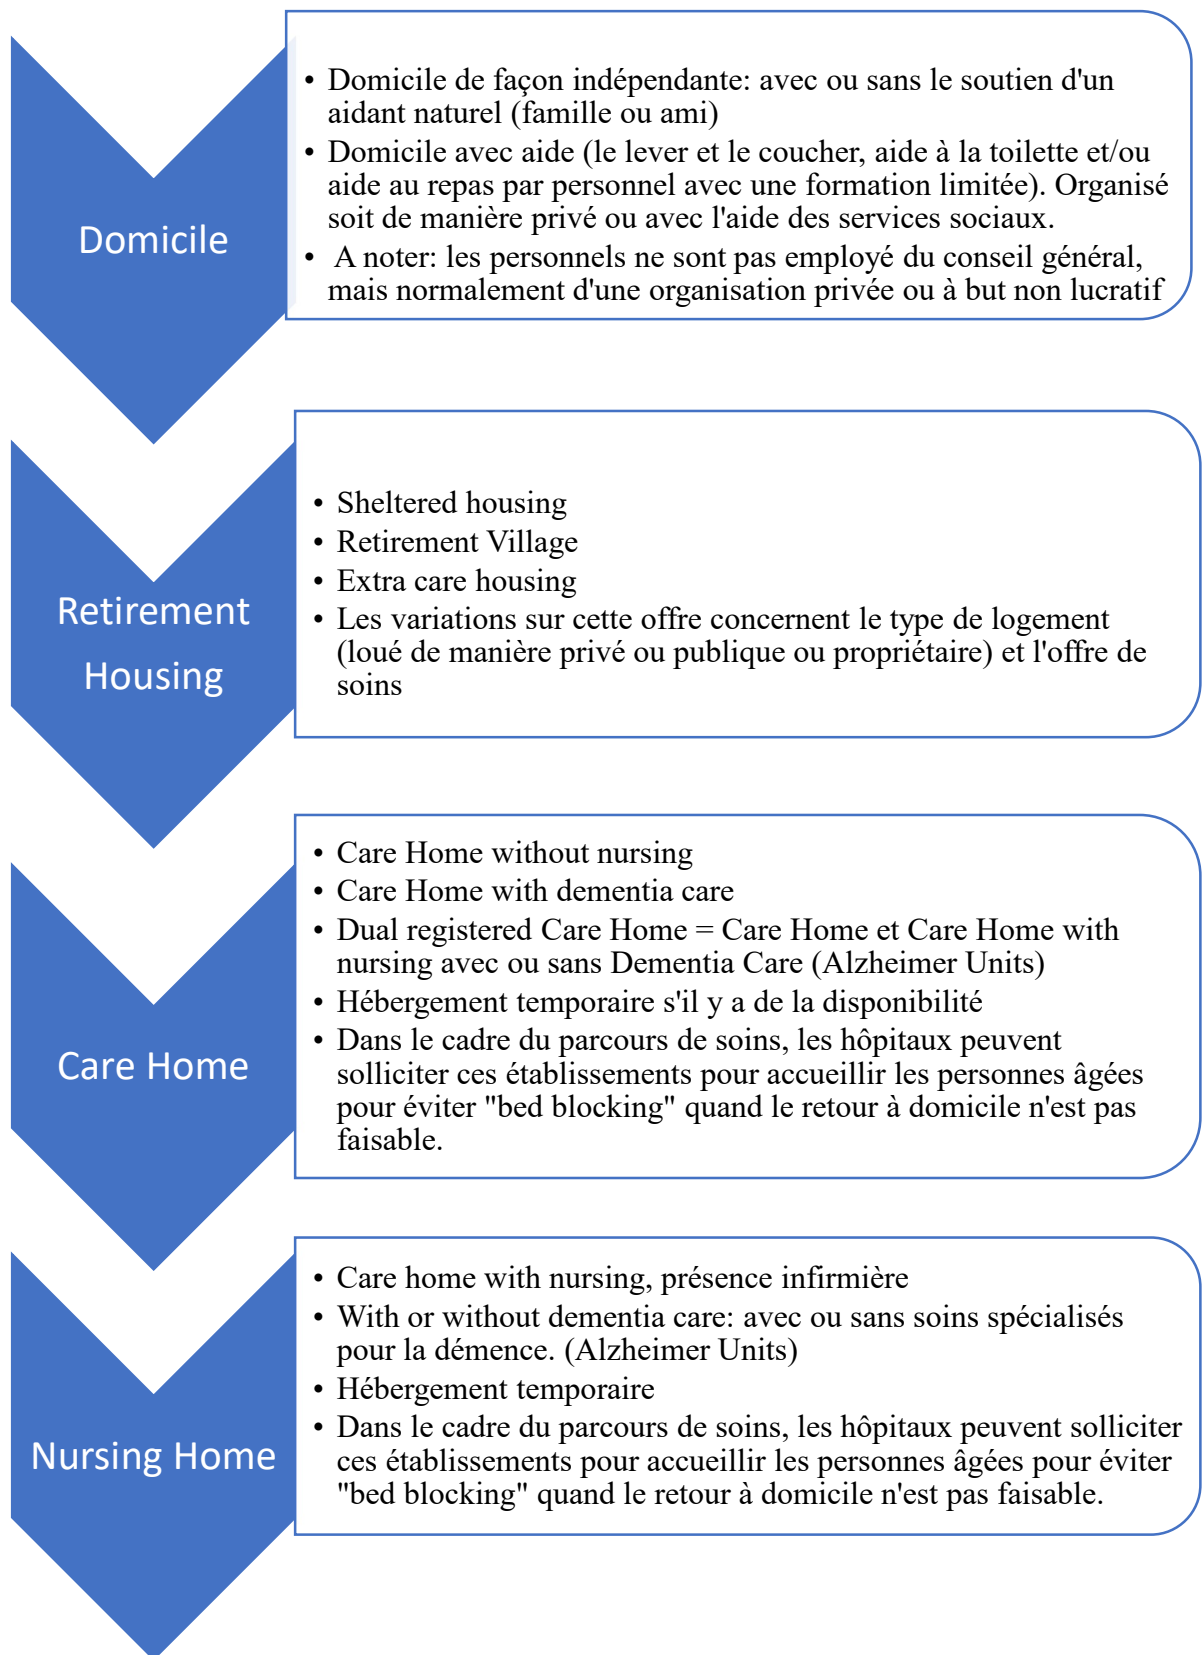 Domicile
• Domicile de façon indépendante: avec ou sans le soutien d'un
aidant naturel (famille ou ami)
• Domicile avec aide (le lever et le coucher, aide à la toilette et/ou
aide au repas par personnel avec une formation limitée). Organisé
soit de manière privé ou avec l'aide des services sociaux.
• A noter: les personnels ne sont pas employé du conseil général,
mais normalement d'une organisation privée ou à but non lucratif
Retirement
Housing
• Sheltered housing
• Retirement Village
• Extra care housing
• Les variations sur cette offre concernent le type de logement
(loué de manière privé ou publique ou propriétaire) et l'offre de
soins
Care Home
• Care Home without nursing
• Care Home with dementia care
• Dual registered Care Home = Care Home et Care Home with
nursing avec ou sans Dementia Care (Alzheimer Units)
• Hébergement temporaire s'il y a de la disponibilité
• Dans le cadre du parcours de soins, les hôpitaux peuvent
solliciter ces établissements pour accueillir les personnes âgées
pour éviter "bed blocking" quand le retour à domicile n'est pas
faisable.
Nursing Home
• Care home with nursing, présence infirmière
• With or without dementia care: avec ou sans soins spécialisés
pour la démence. (Alzheimer Units)
• Hébergement temporaire
• Dans le cadre du parcours de soins, les hôpitaux peuvent solliciter
ces établissements pour accueillir les personnes âgées pour éviter
"bed blocking" quand le retour à domicile n'est pas faisable.